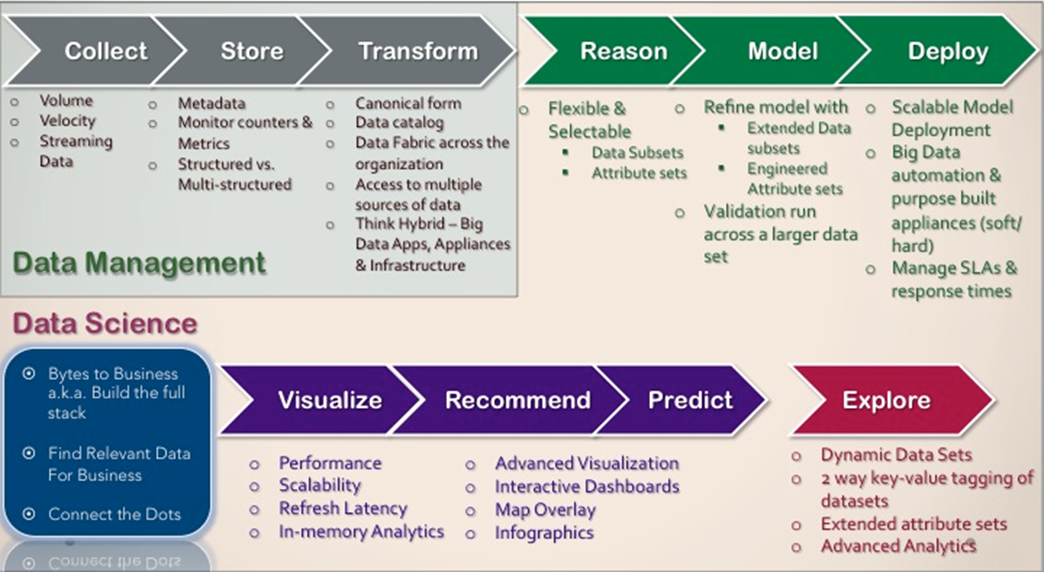 Collect
Store
Transform
Reason
Model
Deploy
Volume
Velocity
Streaming
Data
Metadata
Monitor counters &
Metrics
Structured vs.
Multi-structured
Canonical form
Data catalog
Data Fabric across the
organization
Access to multiple
sources of data
Think Hybrid – Big
Data Apps, Appliances
& Infrastructure
Flexible &
Selectable
Data Subsets
Attribute sets
Refine model with
Extended Data
subsets
Engineered
Attribute sets
Validation run
across a larger data
set
Scalable Model
Deployment
Big Data
automation &
purpose built
appliances (soft/
hard)
Manage SLAs &
response times
Data Management
Data Science
Bytes to Business
a.k.a. Build the full
stack
Find Relevant Data
For Business
Connect the Dots
Visualize
Recommend
Predict
Explore
Performance
Scalability
Refresh Latency
In-memory Analytics
Advanced Visualization
Interactive Dashboards
Map Overlay
Infographics
Dynamic Data Sets
2 way key-value tagging of
datasets
Extended attribute sets
Advanced Analytics